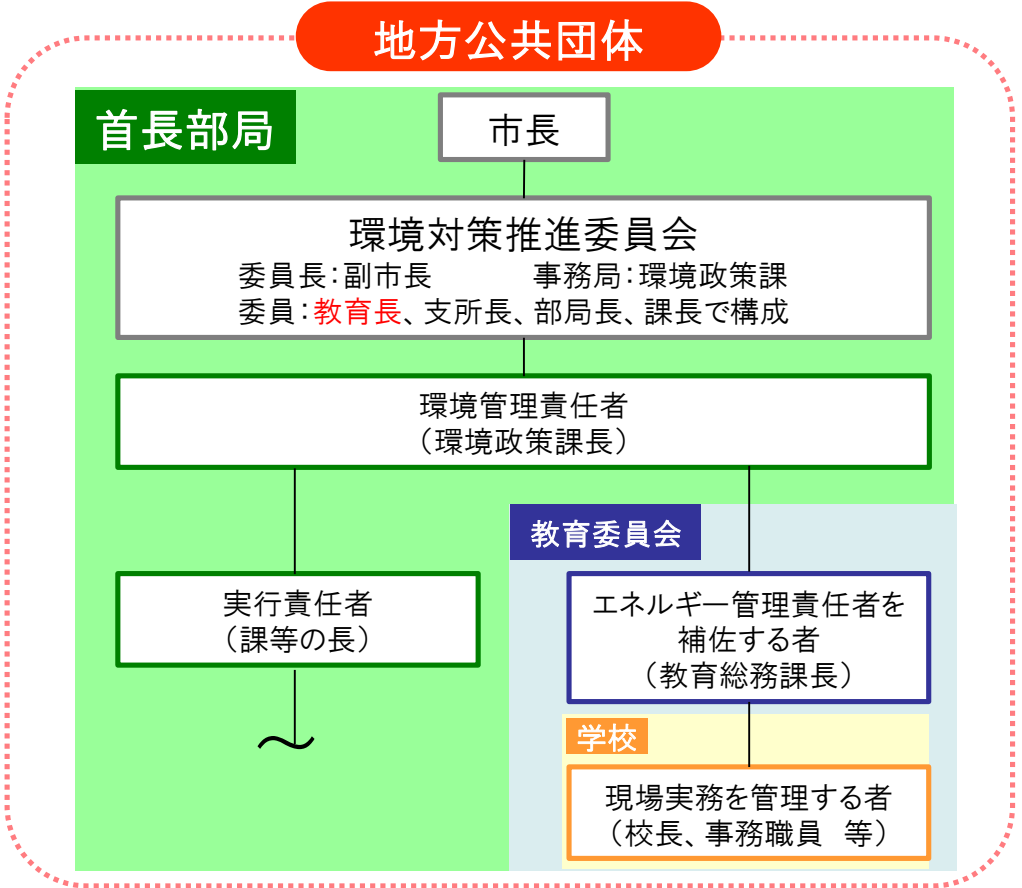 地方公共団体
首長部局
市長
環境対策推進委員会
委員長：副市長　事務局：環境政策課
委員：教育長、支所長、部局長、課長で構成
環境管理責任者
（環境政策課長）
教育委員会
実行責任者
（課等の長）
エネルギー管理責任者を
補佐する者
（教育総務課長）
学校
現場実務を管理する者
（校長、事務職員　等）